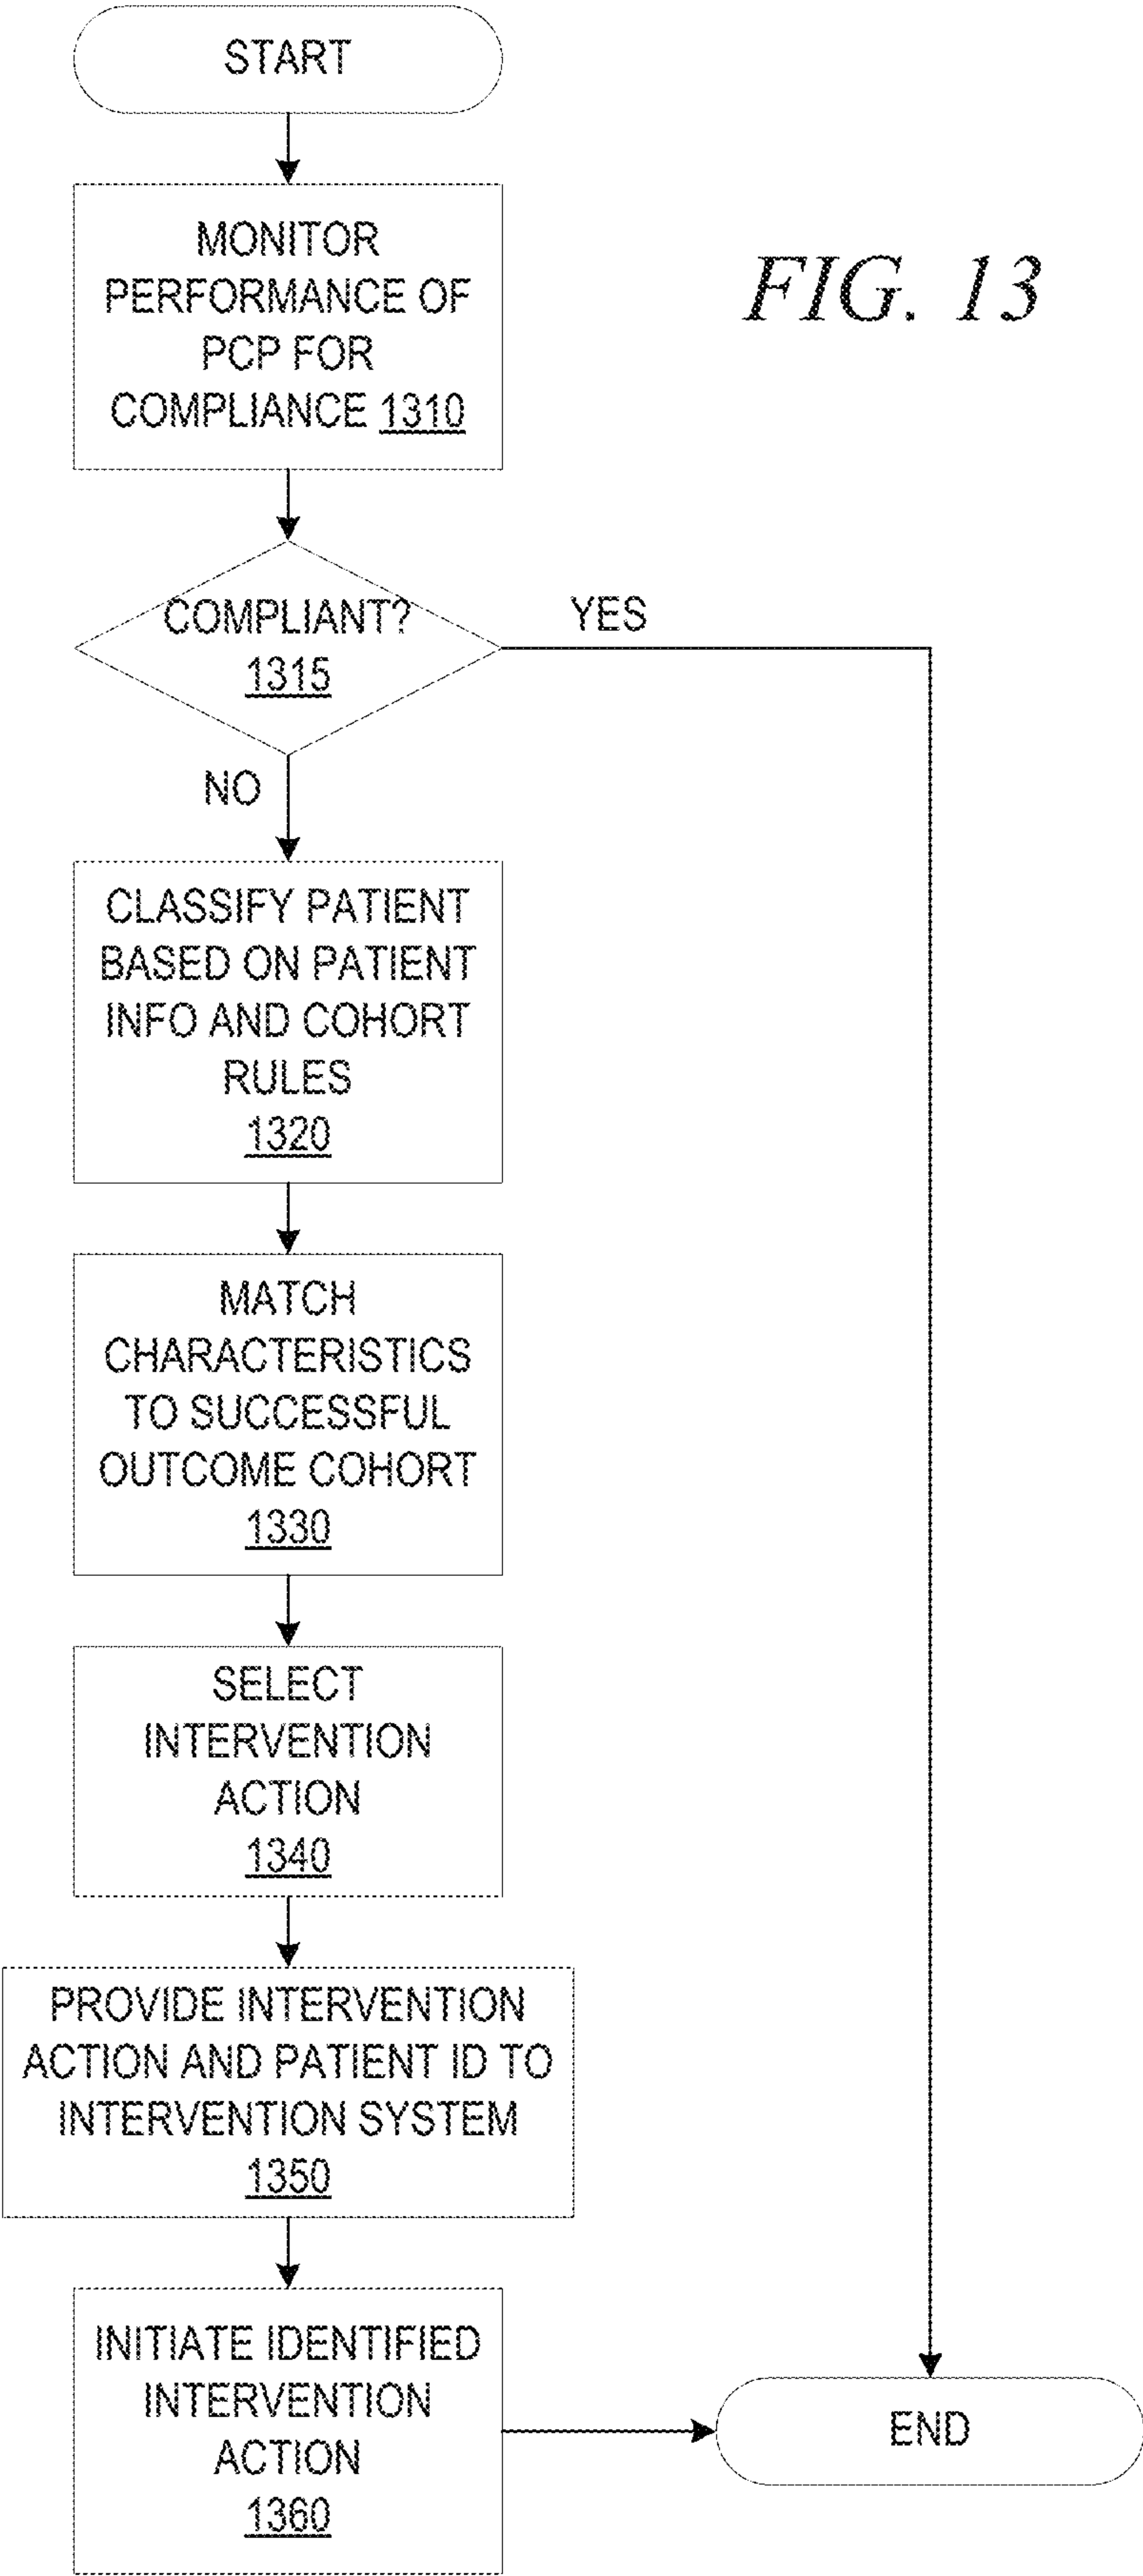 START
MONITOR
PERFORMANCE OF
PCP FOR
COMPLIANCE 1310
FIG. 13
COMPLIANT?
1315
YES
NO
CLASSIFY PATIENT
BASED ON PATIENT
INFO AND COHORT
RULES
1320
MATCH
CHARACTERISTICS
TO SUCCESSFUL
OUTCOME COHORT
1330
SELECT
INTERVENTION
ACTION
1340
PROVIDE INTERVENTION
ACTION AND PATIENT ID TO
INTERVENTION SYSTEM
1350
INITIATE IDENTIFIED
INTERVENTION
ACTION
1360
END